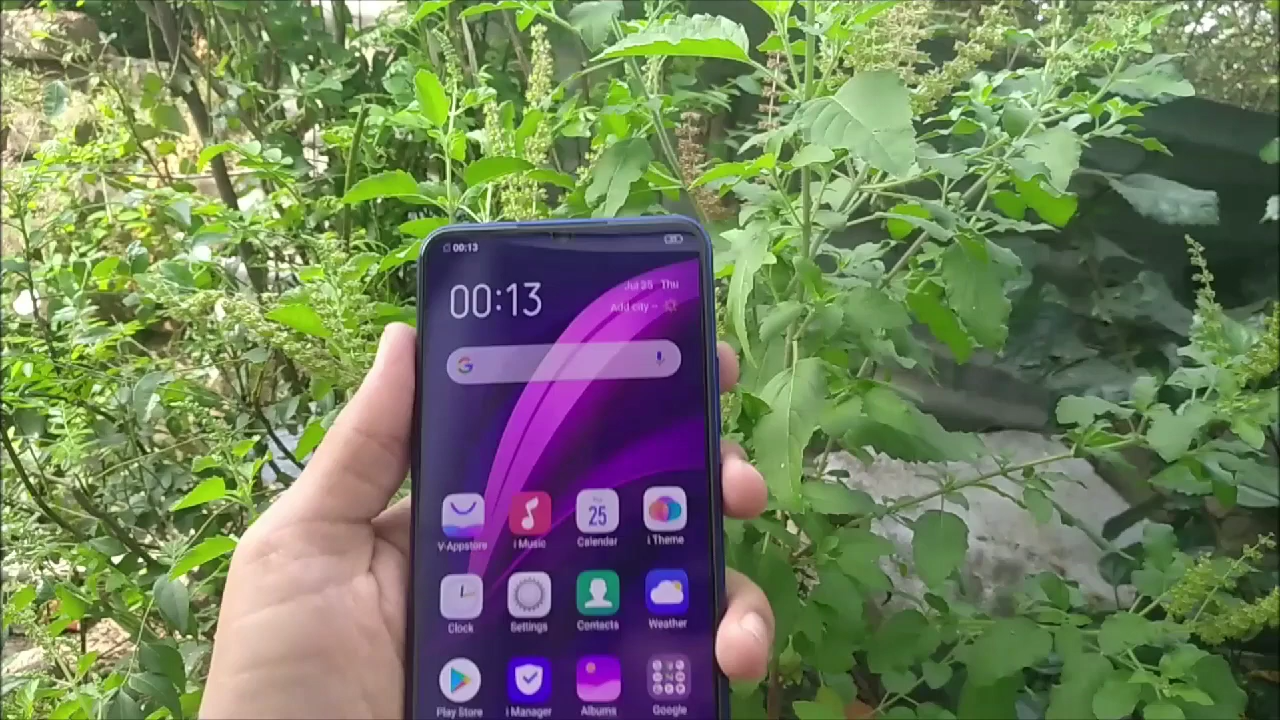 00:13
00:13
Jul 25 Thu
Add city --
V-Appstore
i Music
Thu
25
Calendar
i Theme
Clock
Settings
Contacts
Weather
Play Store
i Manager
Albums
Google